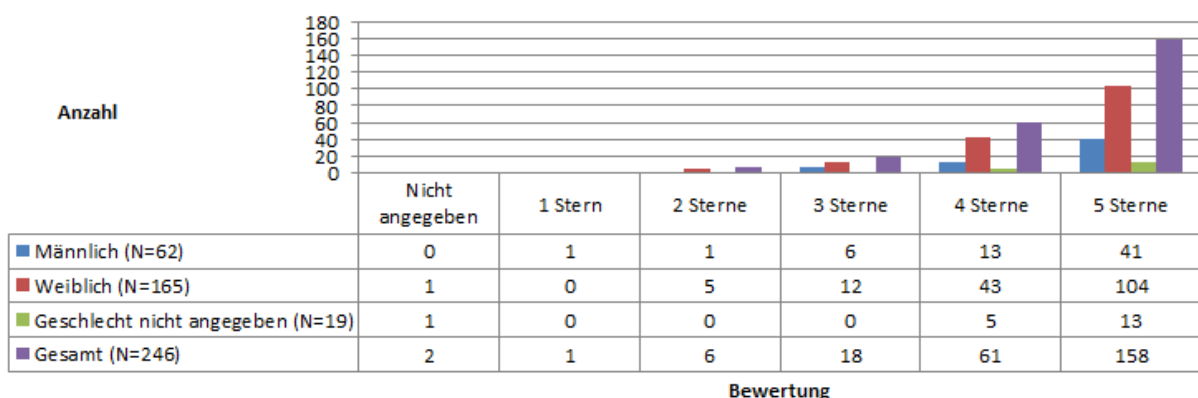 180
160
140
120
100
80
60
40
20
0
Anzahl
Nicht angegeben 1 Stern 2 Sterne 3 Sterne 4 Sterne 5 Sterne
Männlich (N=62) 0 1 1 6 13 41
Weiblich (N=165) 1 0 5 12 43 104
Geschlecht nicht angegeben (N=19) 1 0 0 0 5 13
Gesamt (N=246) 2 1 6 18 61 158
Bewertung